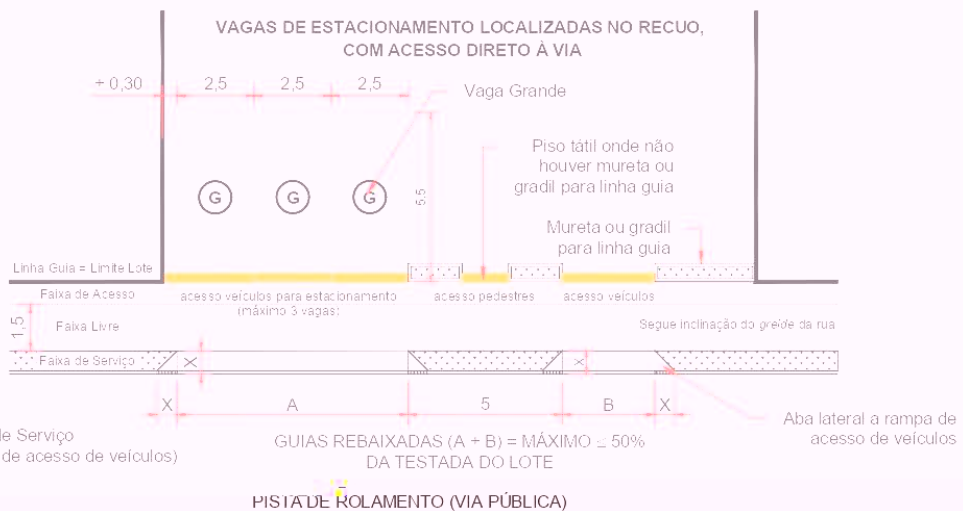 VAGAS DE ESTACIONAMENTO LOCALIZADAS NO RECUO,
COM ACESSO DIRETO À VIA
+ 0,30
2,5
2,5
2,5
Vaga Grande
Piso tátil onde não
houver mureta ou
gradil para linha guia
G
G
G
5,5
Mureta ou gradil
para linha guia
Linha Guia = Limite Lote
Faixa de Acesso
acesso veículos para estacionamento
(máximo 3 vagas)
acesso pedestres
acesso veículos
1,5
Faixa Livre
Segue inclinação do greide da rua
Faixa de Serviço
X
X
X
A
5
B
X
Aba lateral a rampa de
acesso de veículos
de Serviço
de acesso de veículos)
GUIAS REBAIXADAS (A + B) = MÁXIMO ≤ 50%
DA TESTADA DO LOTE
PISTA DE ROLAMENTO (VIA PÚBLICA)